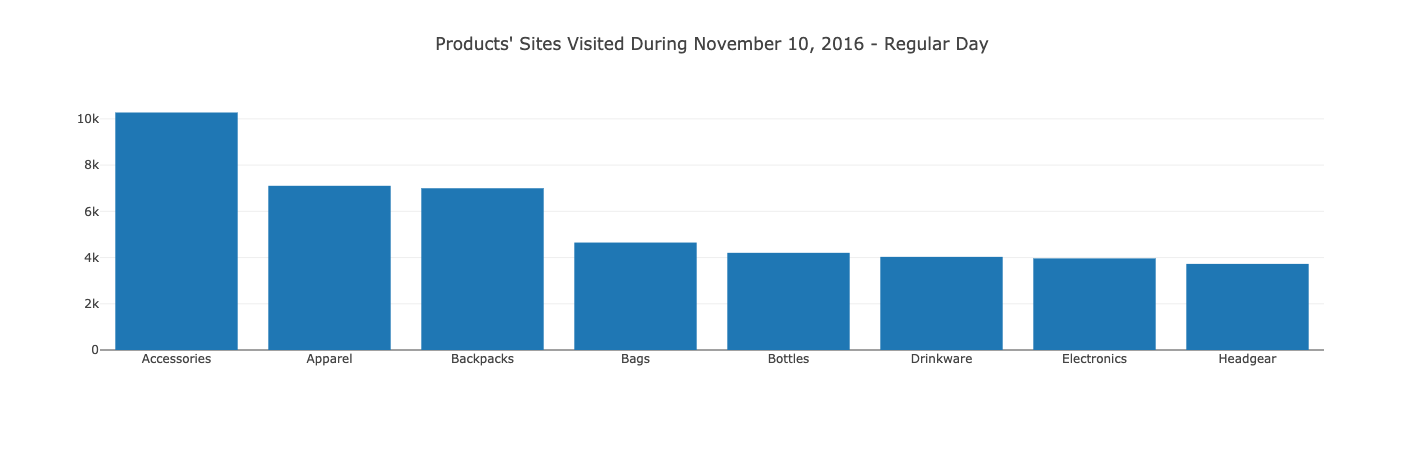 Products' Sites Visited During November 10, 2016 - Regular Day
10k
8k
6k
4k
2k
0
Accessories Apparel Backpacks Bags Bottles Drinkware Electronics Headgear